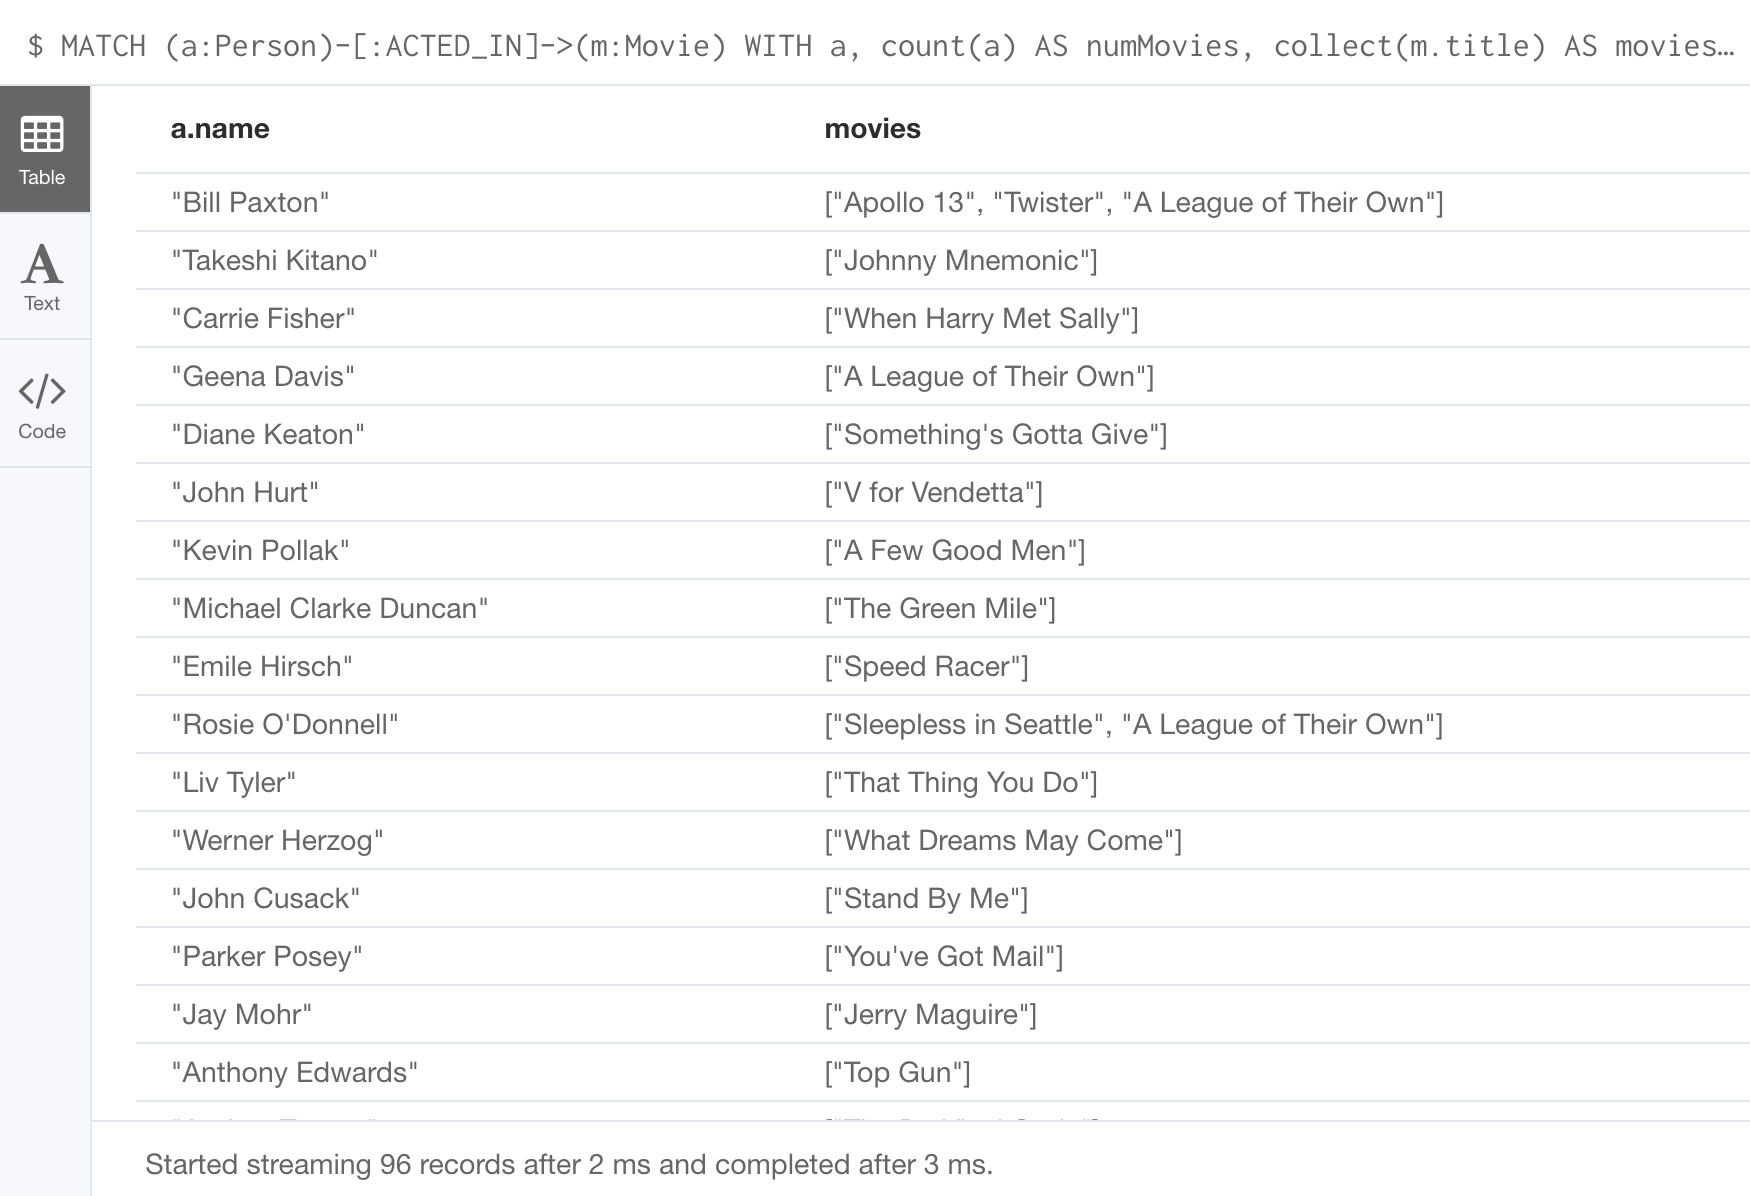 $ MATCH (a:Person)-[:ACTED_IN]->(m:Movie) WITH a, count(a) AS numMovies, collect(m.title) AS movies…
Table
Text
Code
a.name movies
"Bill Paxton" ["Apollo 13", "Twister", "A League of Their Own"]
"Takeshi Kitano" ["Johnny Mnemonic"]
"Carrie Fisher" ["When Harry Met Sally"]
"Geena Davis" ["A League of Their Own"]
"Diane Keaton" ["Something's Gotta Give"]
"John Hurt" ["V for Vendetta"]
"Kevin Pollak" ["A Few Good Men"]
"Michael Clarke Duncan" ["The Green Mile"]
"Emile Hirsch" ["Speed Racer"]
"Rosie O'Donnell" ["Sleepless in Seattle", "A League of Their Own"]
"Liv Tyler" ["That Thing You Do"]
"Werner Herzog" ["What Dreams May Come"]
"John Cusack" ["Stand By Me"]
"Parker Posey" ["You've Got Mail"]
"Jay Mohr" ["Jerry Maguire"]
"Anthony Edwards" ["Top Gun"]
Started streaming 96 records after 2 ms and completed after 3 ms.